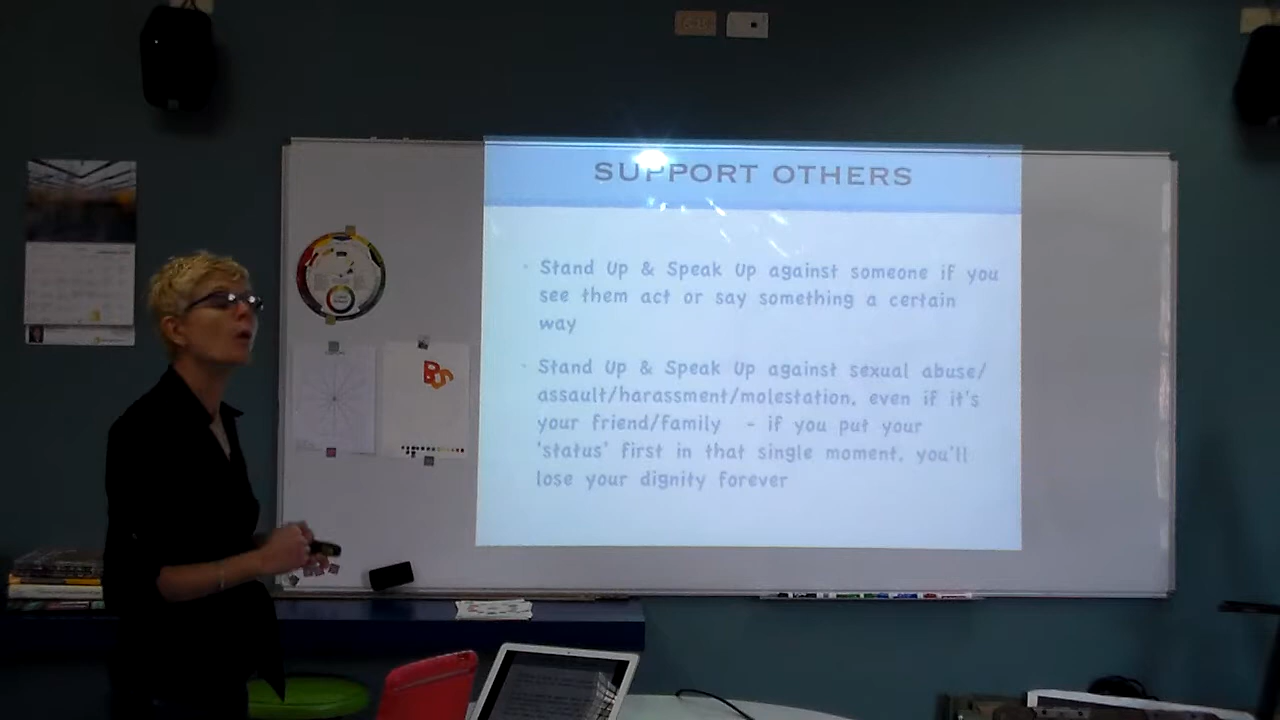 SUPPORT OTHERS
• Stand Up & Speak Up against someone if you
see them act or say something a certain
way
• Stand Up & Speak Up against sexual abuse/
assault/harassment/molestation, even if it's
your friend/family - if you put your
'status' first in that single moment, you'll
lose your dignity forever
BS